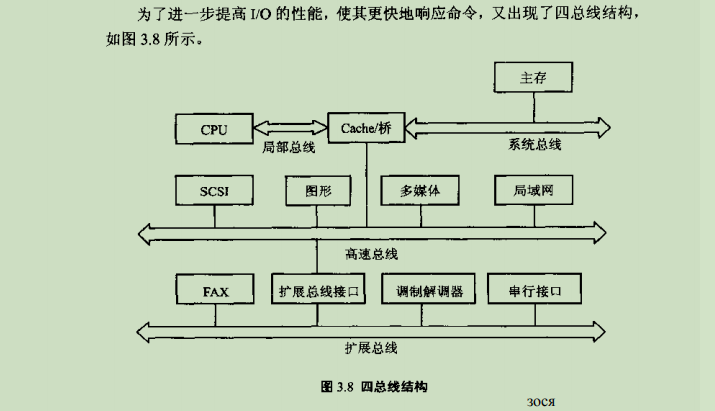 为了进一步提高 I/O 的性能，使其更快地响应命令，又出现了四总线结构，
如图 3.8 所示。
主存
CPU
Cache/桥
局部总线
系统总线
SCSI
图形
多媒体
局域网
高速总线
FAX
扩展总线接口
调制解调器
串行接口
扩展总线
图 3.8 四总线结构
зося